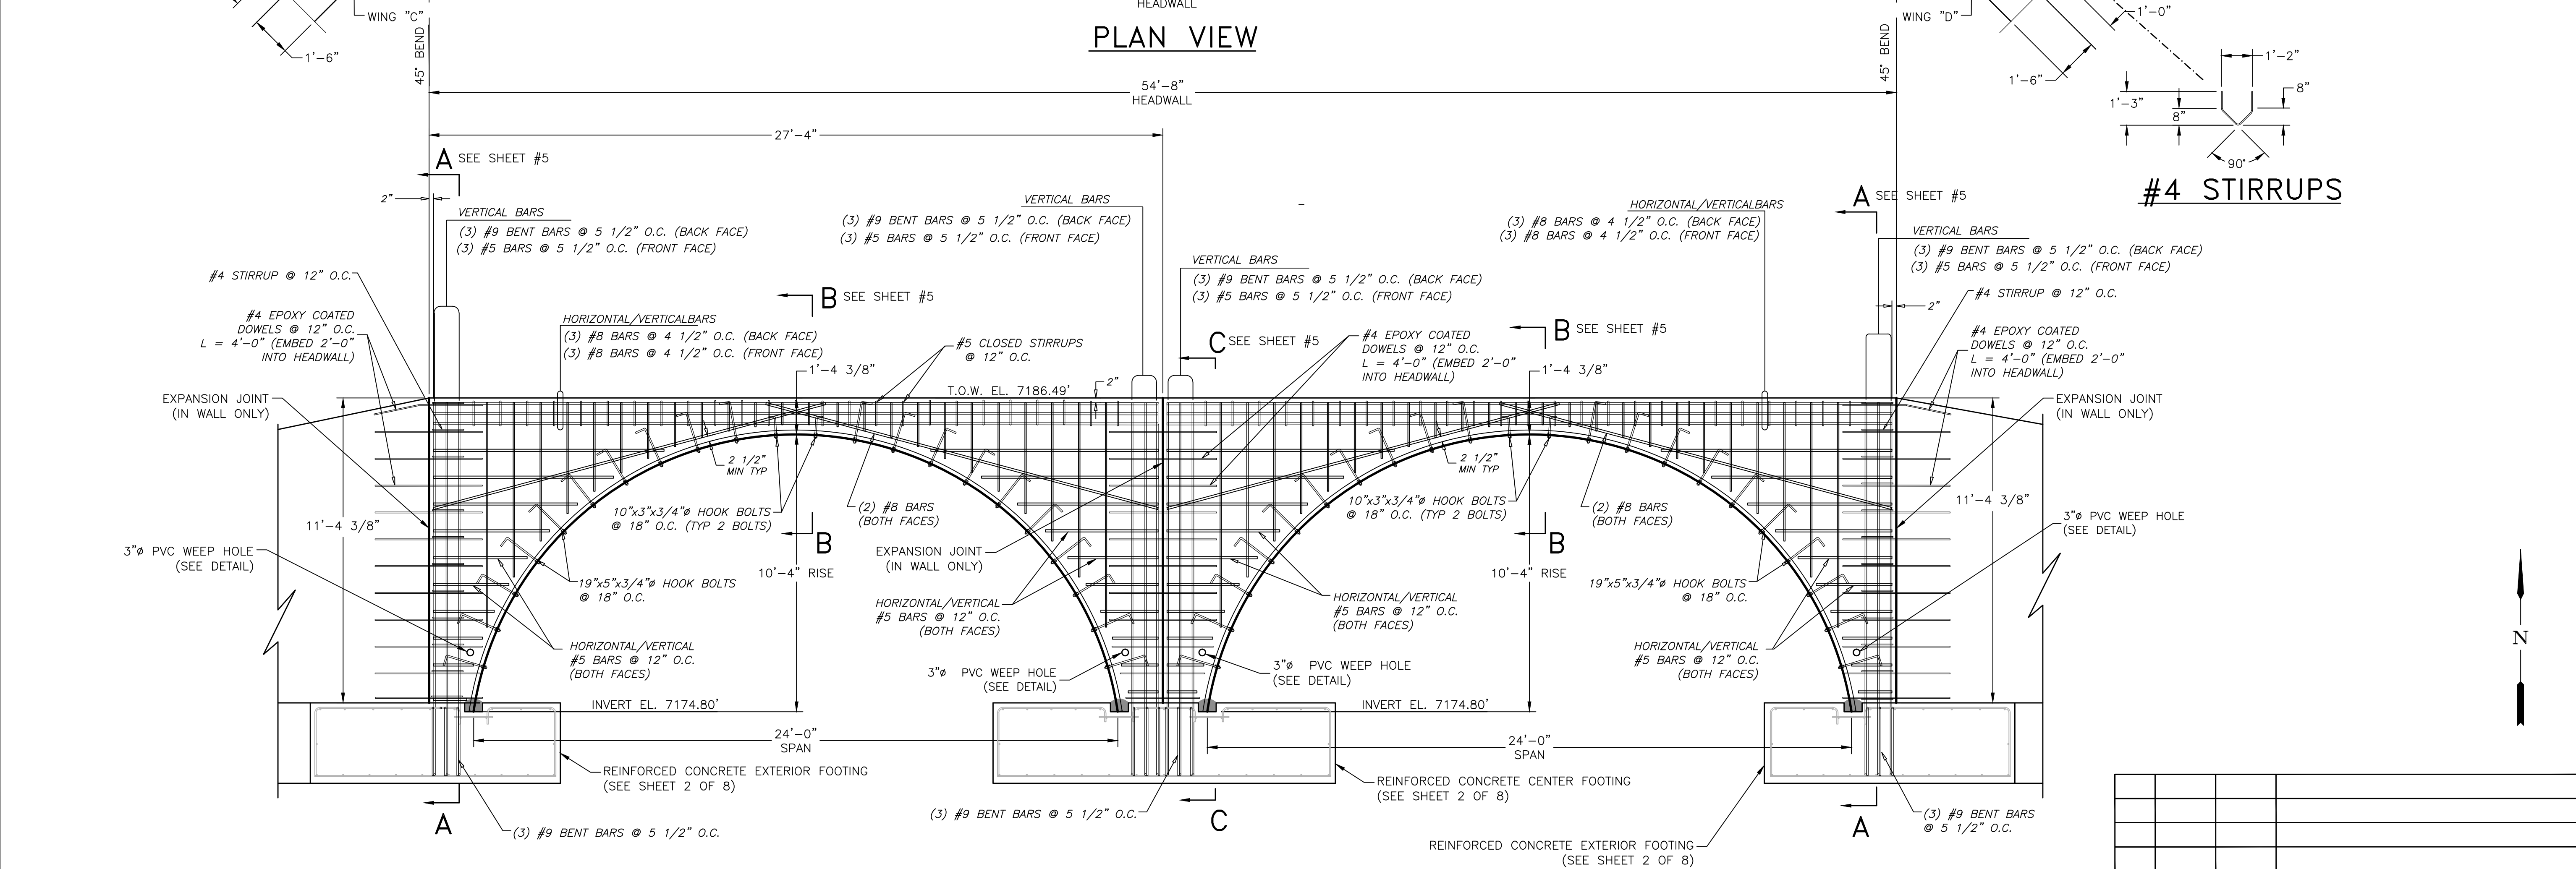 HEADWALL
WING "C"
1'-6"
45° BEND
PLAN VIEW
45° BEND
WING "D"
1'-0"
1'-6"
1'-2"
1'-3"
8"
8"
90°
#4 STIRRUPS
54'-8"
HEADWALL
27'-4"
A SEE SHEET #5
2"
VERTICAL BARS
(3) #9 BENT BARS @ 5 1/2" O.C. (BACK FACE)
(3) #5 BARS @ 5 1/2" O.C. (FRONT FACE)
VERTICAL BARS
(3) #9 BENT BARS @ 5 1/2" O.C. (BACK FACE)
(3) #5 BARS @ 5 1/2" O.C. (FRONT FACE)
VERTICAL BARS
(3) #9 BENT BARS @ 5 1/2" O.C. (BACK FACE)
(3) #5 BARS @ 5 1/2" O.C. (FRONT FACE)
HORIZONTAL/VERTICALBARS
(3) #8 BARS @ 4 1/2" O.C. (BACK FACE)
(3) #8 BARS @ 4 1/2" O.C. (FRONT FACE)
A SEE SHEET #5
VERTICAL BARS
(3) #9 BENT BARS @ 5 1/2" O.C. (BACK FACE)
(3) #5 BARS @ 5 1/2" O.C. (FRONT FACE)
#4 STIRRUP @ 12" O.C.
#4 EPOXY COATED
DOWELS @ 12" O.C.
L = 4'-0" (EMBED 2'-0"
INTO HEADWALL)
B SEE SHEET #5
HORIZONTAL/VERTICALBARS
(3) #8 BARS @ 4 1/2" O.C. (BACK FACE)
(3) #8 BARS @ 4 1/2" O.C. (FRONT FACE)
1'-4 3/8"
#5 CLOSED STIRRUPS
@ 12" O.C.
T.O.W. EL. 7186.49'
2"
C SEE SHEET #5
#4 EPOXY COATED
DOWELS @ 12" O.C.
L = 4'-0" (EMBED 2'-0"
INTO HEADWALL)
B SEE SHEET #5
1'-4 3/8"
#4 STIRRUP @ 12" O.C.
2"
#4 EPOXY COATED
DOWELS @ 12" O.C.
L = 4'-0" (EMBED 2'-0"
INTO HEADWALL)
EXPANSION JOINT
(IN WALL ONLY)
EXPANSION JOINT
(IN WALL ONLY)
2 1/2"
MIN TYP
2 1/2"
MIN TYP
11'-4 3/8"
10"x3"x3/4"ø HOOK BOLTS
@ 18" O.C. (TYP 2 BOLTS)
(2) #8 BARS
(BOTH FACES)
10"x3"x3/4"ø HOOK BOLTS
@ 18" O.C. (TYP 2 BOLTS)
(2) #8 BARS
(BOTH FACES)
11'-4 3/8"
3"ø PVC WEEP HOLE
(SEE DETAIL)
B
EXPANSION JOINT
(IN WALL ONLY)
B
3"ø PVC WEEP HOLE
(SEE DETAIL)
10'-4" RISE
10'-4" RISE
19"x5"x3/4"ø HOOK BOLTS
@ 18" O.C.
HORIZONTAL/VERTICAL
#5 BARS @ 12" O.C.
(BOTH FACES)
HORIZONTAL/VERTICAL
#5 BARS @ 12" O.C.
(BOTH FACES)
19"x5"x3/4"ø HOOK BOLTS
@ 18" O.C.
HORIZONTAL/VERTICAL
#5 BARS @ 12" O.C.
(BOTH FACES)
3"ø PVC WEEP HOLE
(SEE DETAIL)
3"ø PVC WEEP HOLE
(SEE DETAIL)
HORIZONTAL/VERTICAL
#5 BARS @ 12" O.C.
(BOTH FACES)
N
INVERT EL. 7174.80'
INVERT EL. 7174.80'
24'-0"
SPAN
24'-0"
SPAN
REINFORCED CONCRETE EXTERIOR FOOTING
(SEE SHEET 2 OF 8)
REINFORCED CONCRETE CENTER FOOTING
(SEE SHEET 2 OF 8)
A
(3) #9 BENT BARS @ 5 1/2" O.C.
(3) #9 BENT BARS @ 5 1/2" O.C.
C
REINFORCED CONCRETE EXTERIOR FOOTING
(SEE SHEET 2 OF 8)
A
(3) #9 BENT BARS
@ 5 1/2" O.C.